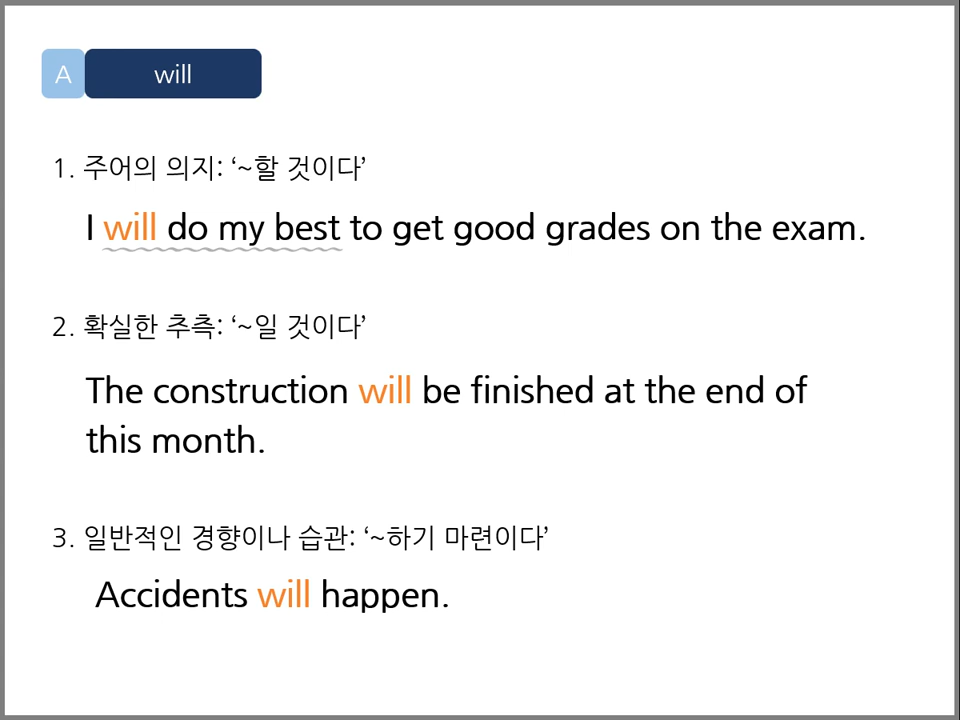 A will
1. 주어의 의지: ‘~할 것이다’
I will do my best to get good grades on the exam.
2. 확실한 추측: ‘~일 것이다’
The construction will be finished at the end of
this month.
3. 일반적인 경향이나 습관: ‘~하기 마련이다’
Accidents will happen.